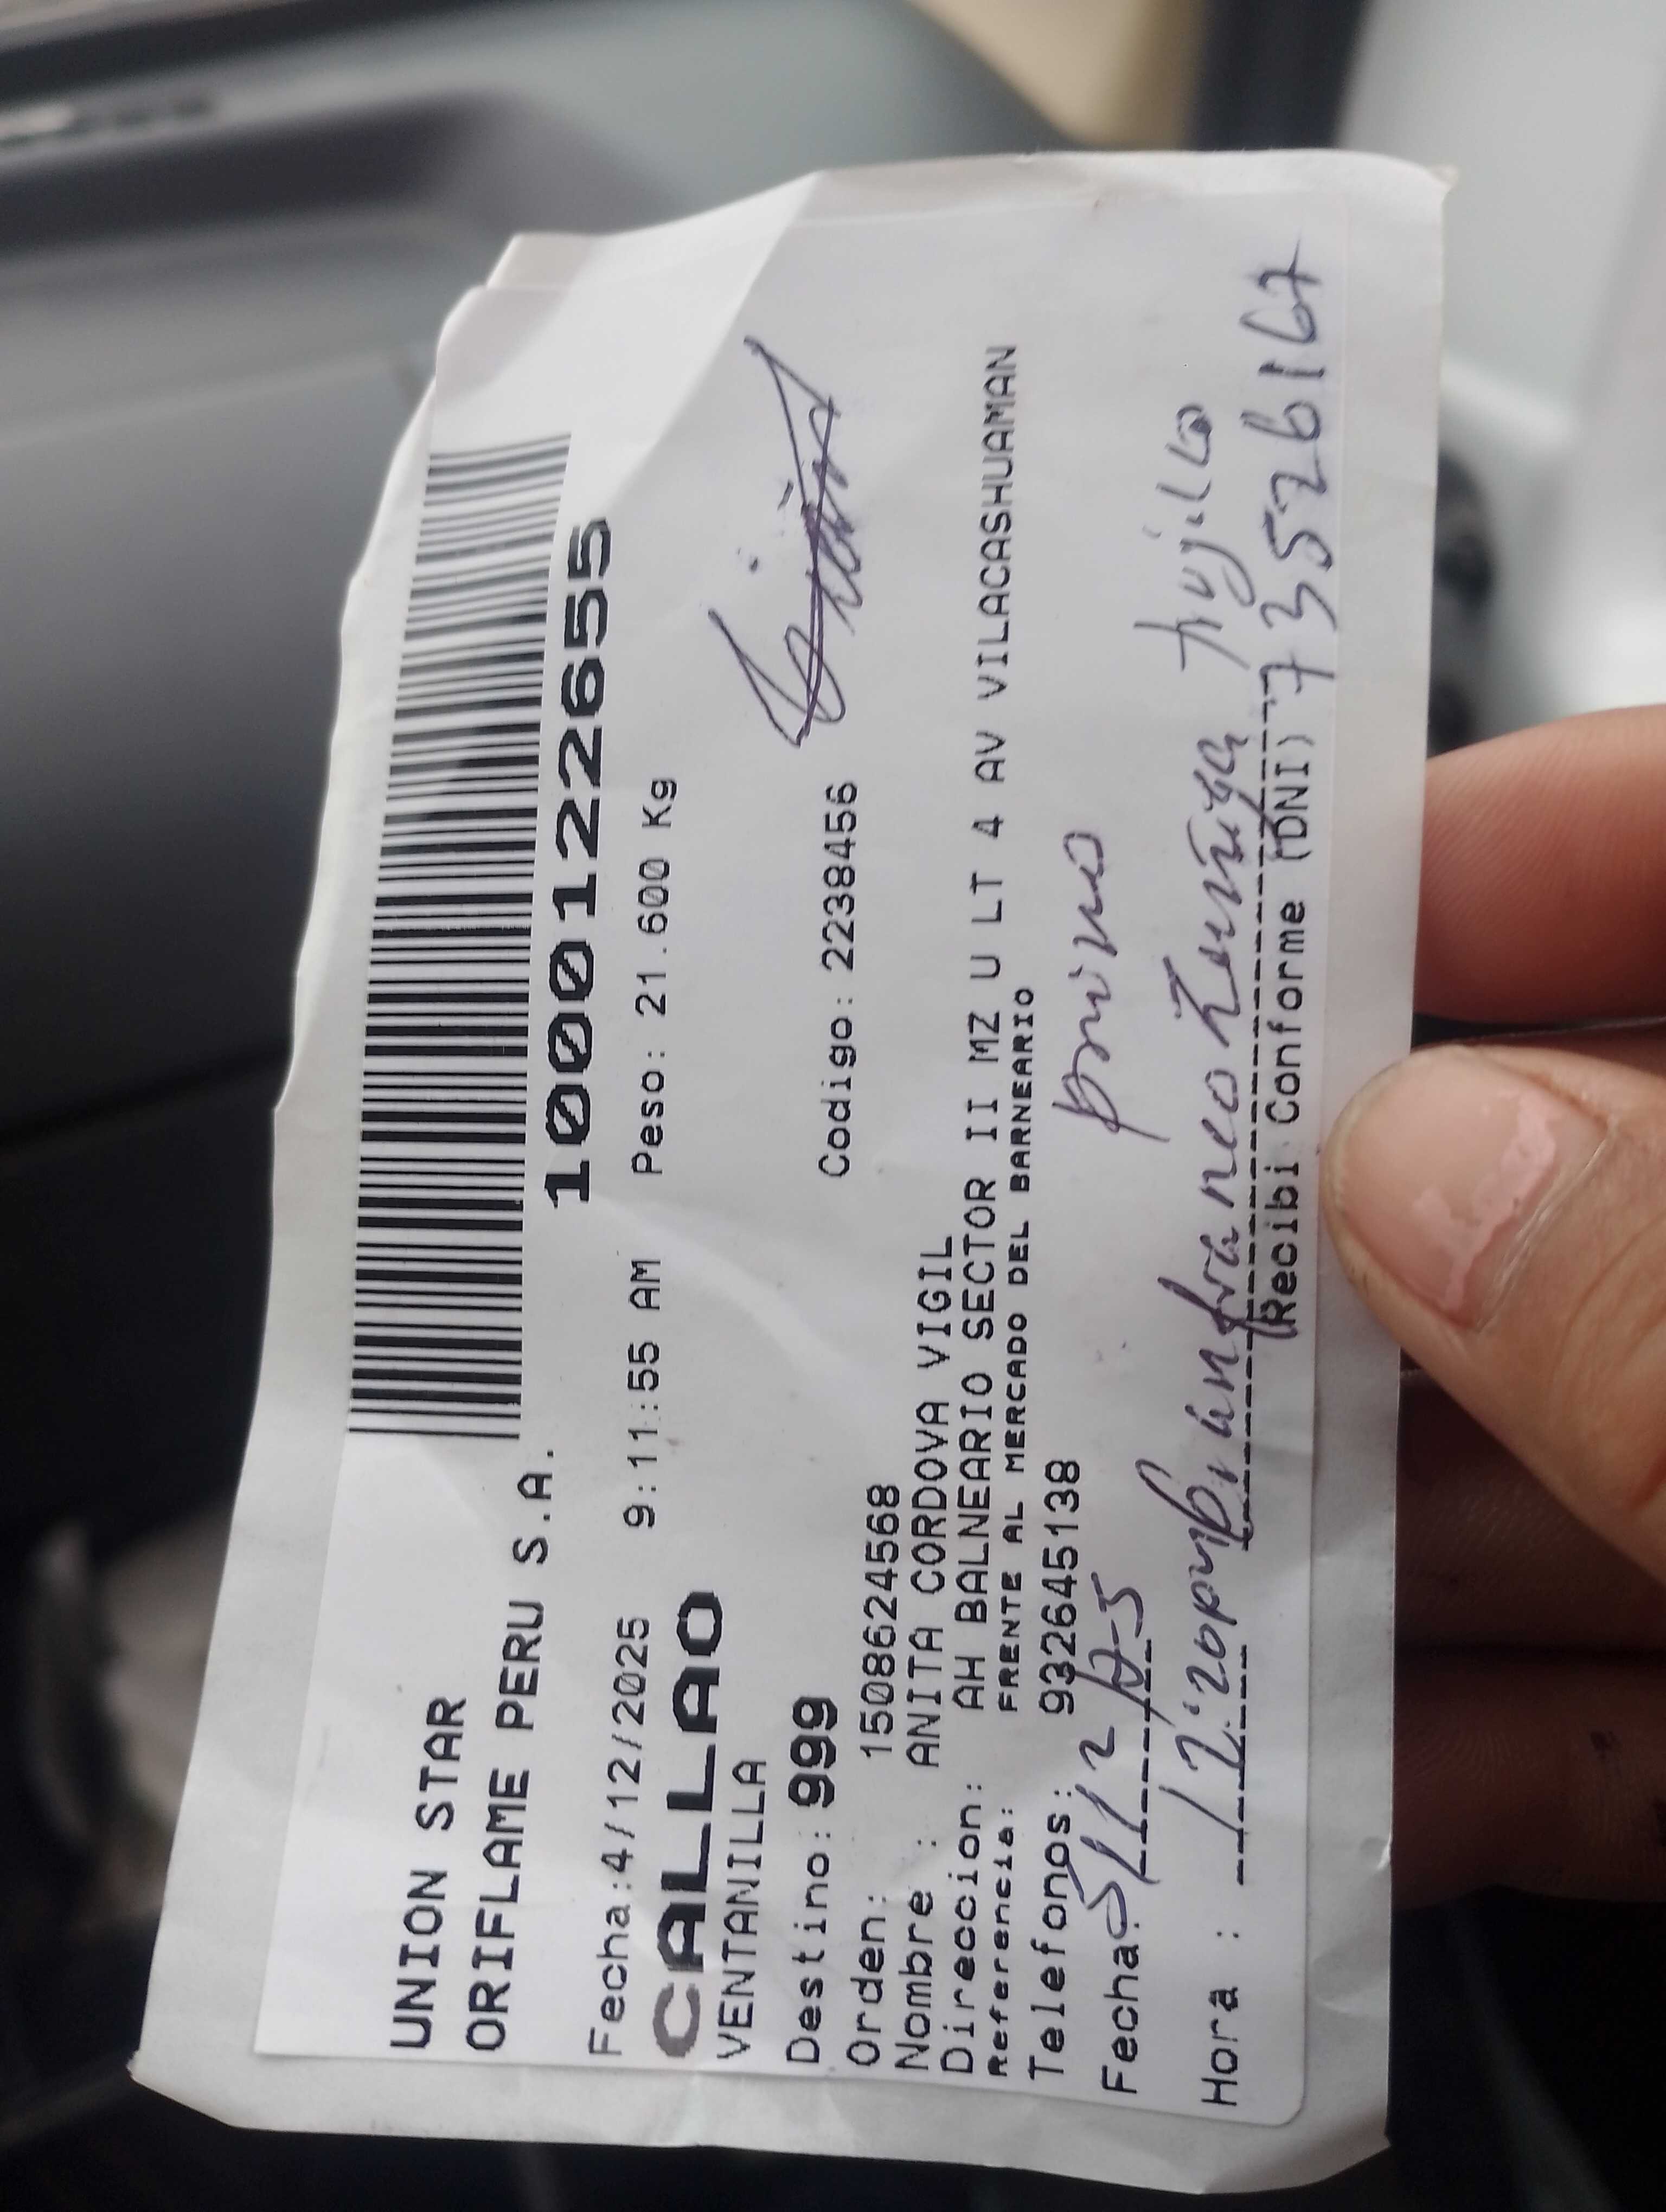 UNION STAR
ORIFLAME PERU S.A.
1000122655
Fecha:4/12/2025 9:11:55 AM Peso: 21.600 Kg
CALLAO
VENTANILLA
Destino: 999
Orden: 1508624568 Codigo: 2238456
Nombre : ANITA CORDOVA VIGIL
Direccion: AH BALNEARIO SECTOR II MZ U LT 4 AV VILACASHUAMAN
Referencia: FRENTE AL MERCADO DEL BARNEARIO
Telefonos: 932645138
primo
Fecha: 5/12
Hora : 12:20pm
(Recibi Conforme (DNI) 73526167